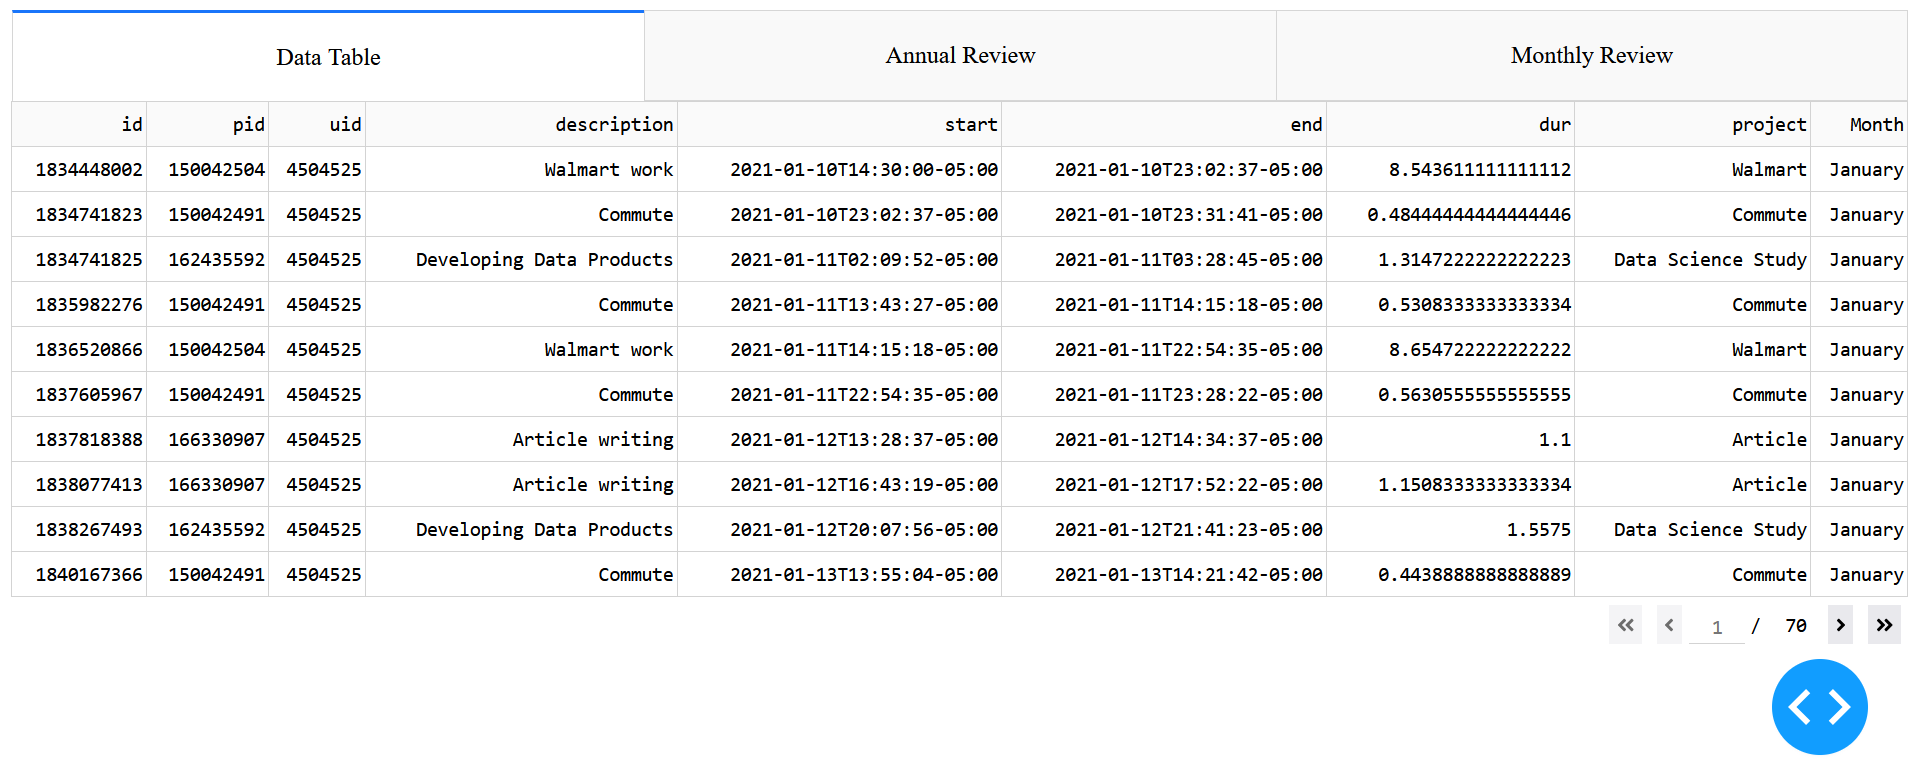 Data Table Annual Review Monthly Review
id pid uid description start end dur project Month
1834448002 150042504 4504525 Walmart work 2021-01-10T14:30:00-05:00 2021-01-10T23:02:37-05:00 8.543611111111112 Walmart January
1834741823 150042491 4504525 Commute 2021-01-10T23:02:37-05:00 2021-01-10T23:31:41-05:00 0.48444444444444446 Commute January
1834741825 162435592 4504525 Developing Data Products 2021-01-11T02:09:52-05:00 2021-01-11T03:28:45-05:00 1.3147222222222223 Data Science Study January
1835982276 150042491 4504525 Commute 2021-01-11T13:43:27-05:00 2021-01-11T14:15:18-05:00 0.5308333333333334 Commute January
1836520866 150042504 4504525 Walmart work 2021-01-11T14:15:18-05:00 2021-01-11T22:54:35-05:00 8.654722222222222 Walmart January
1837605967 150042491 4504525 Commute 2021-01-11T22:54:35-05:00 2021-01-11T23:28:22-05:00 0.5630555555555555 Commute January
1837818388 166330907 4504525 Article writing 2021-01-12T13:28:37-05:00 2021-01-12T14:34:37-05:00 1.1 Article January
1838077413 166330907 4504525 Article writing 2021-01-12T16:43:19-05:00 2021-01-12T17:52:22-05:00 1.1508333333333334 Article January
1838267493 162435592 4504525 Developing Data Products 2021-01-12T20:07:56-05:00 2021-01-12T21:41:23-05:00 1.5575 Data Science Study January
1840167366 150042491 4504525 Commute 2021-01-13T13:55:04-05:00 2021-01-13T14:21:42-05:00 0.4438888888888889 Commute January
1 / 70